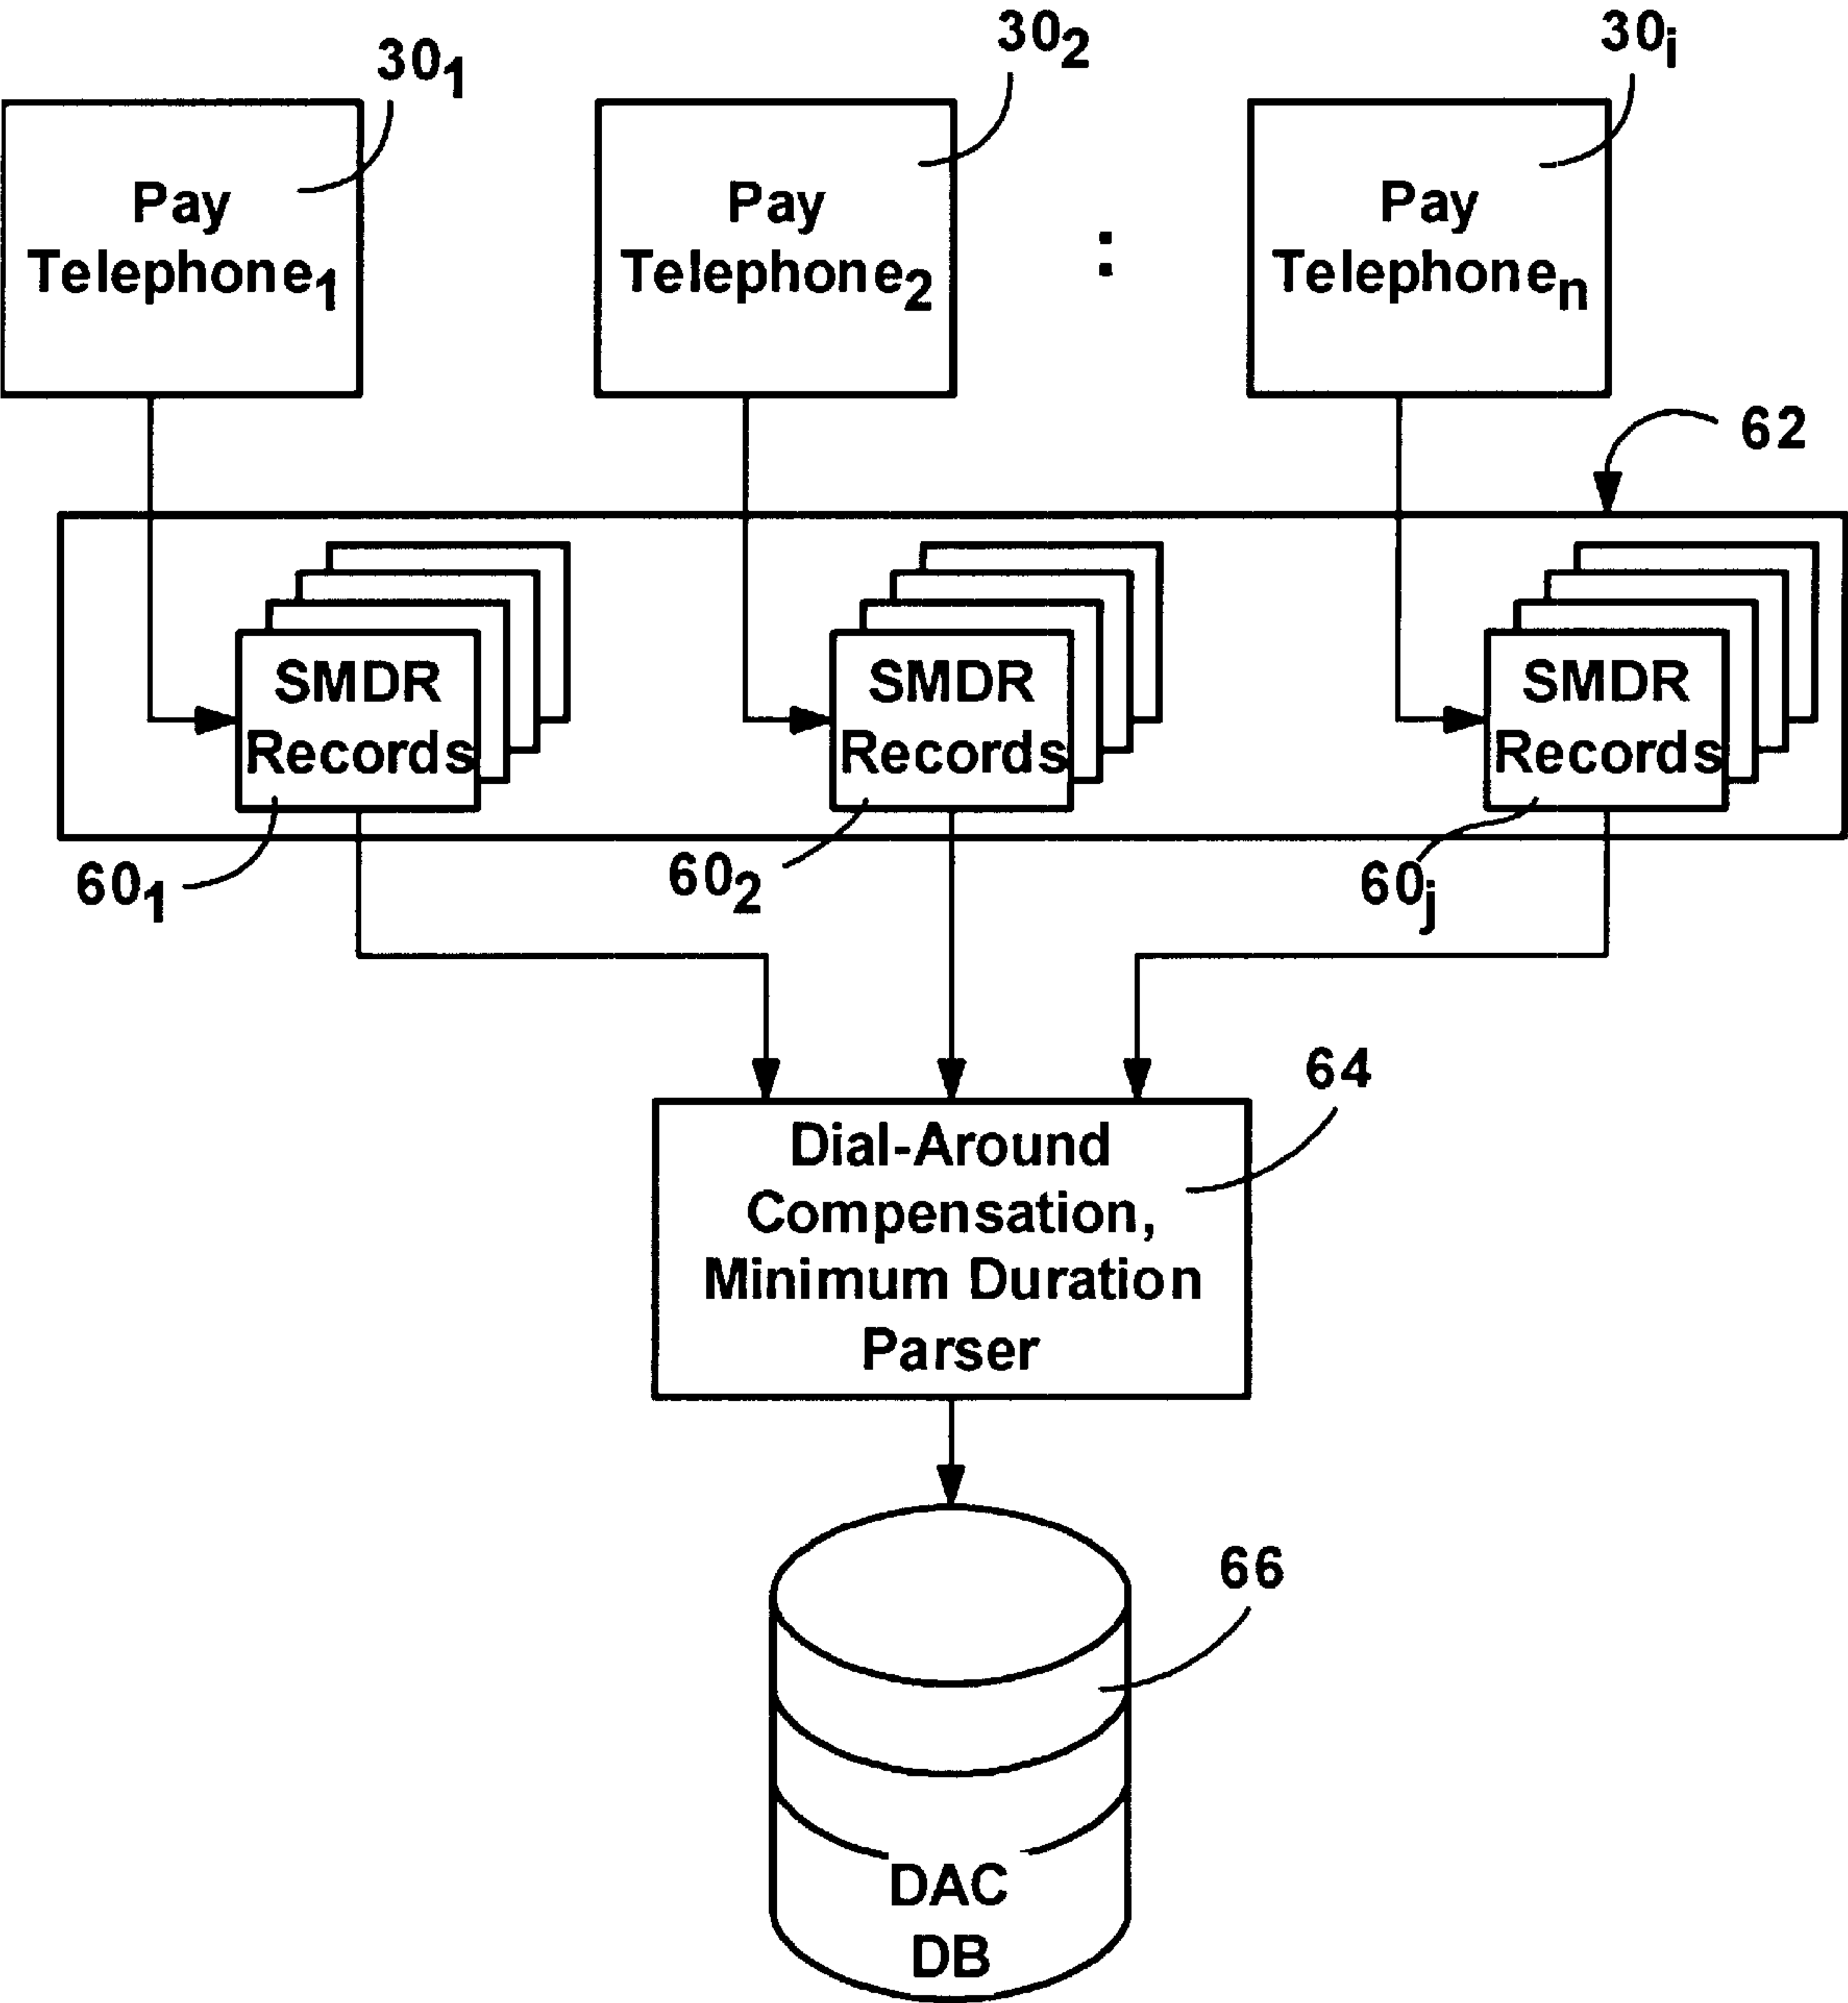 30₁
30₂
30ᵢ
Pay
Telephone₁
Pay
Telephone₂
:
Pay
Telephoneₙ
62
SMDR
Records
SMDR
Records
SMDR
Records
60₁
60₂
60ⱼ
64
Dial-Around
Compensation,
Minimum Duration
Parser
66
DAC
DB